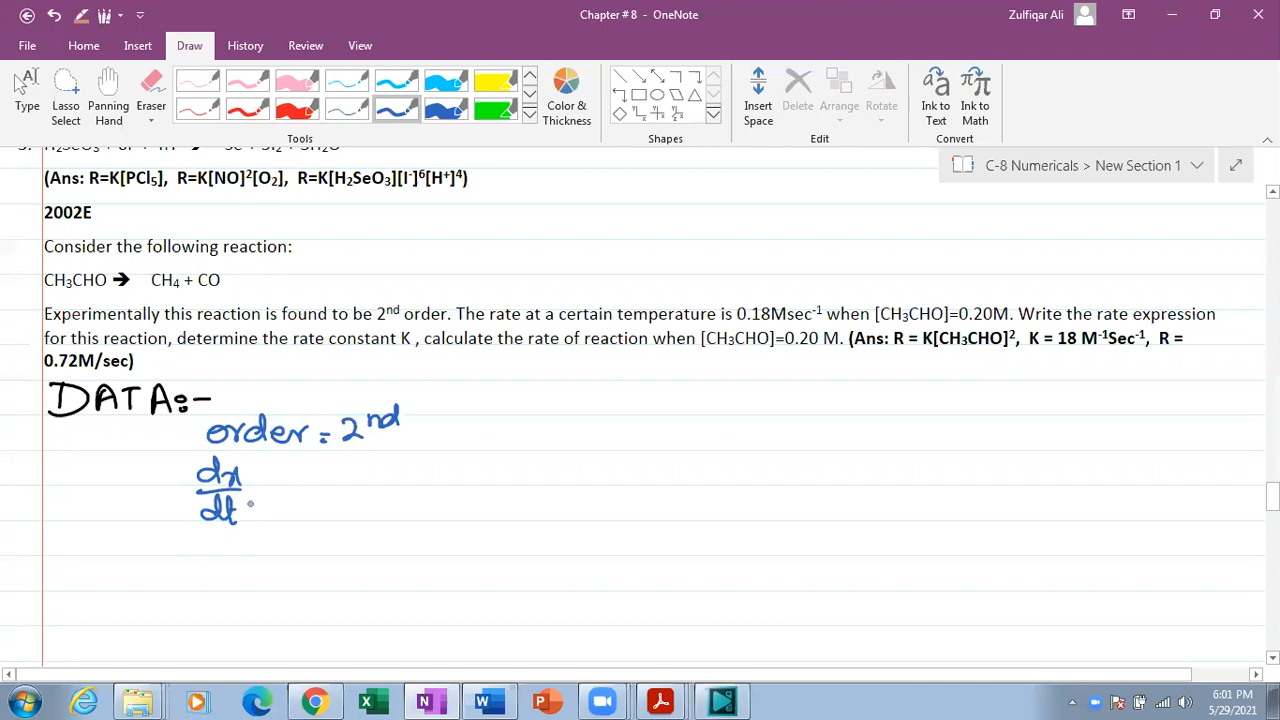 Chapter # 8 - OneNote
Zulfiqar Ali
File Home Insert Draw History Review View
Type Lasso Select Panning Hand Eraser
Color & Thickness
Insert Space Delete Arrange Rotate
Ink to Text Ink to Math
Tools Shapes Edit Convert
C-8 Numericals > New Section 1
(Ans: R=K[PCl₅], R=K[NO]²[O₂], R=K[H₂SeO₃][I⁻]⁶[H⁺]⁴)
2002E
Consider the following reaction:
CH₃CHO ➔ CH₄ + CO
Experimentally this reaction is found to be 2ⁿᵈ order. The rate at a certain temperature is 0.18Msec⁻¹ when [CH₃CHO]=0.20M. Write the rate expression
for this reaction, determine the rate constant K , calculate the rate of reaction when [CH₃CHO]=0.20 M. (Ans: R = K[CH₃CHO]², K = 18 M⁻¹Sec⁻¹, R =
0.72M/sec)
DATA:-
order = 2ⁿᵈ
dx
dt
6:01 PM
5/29/2021